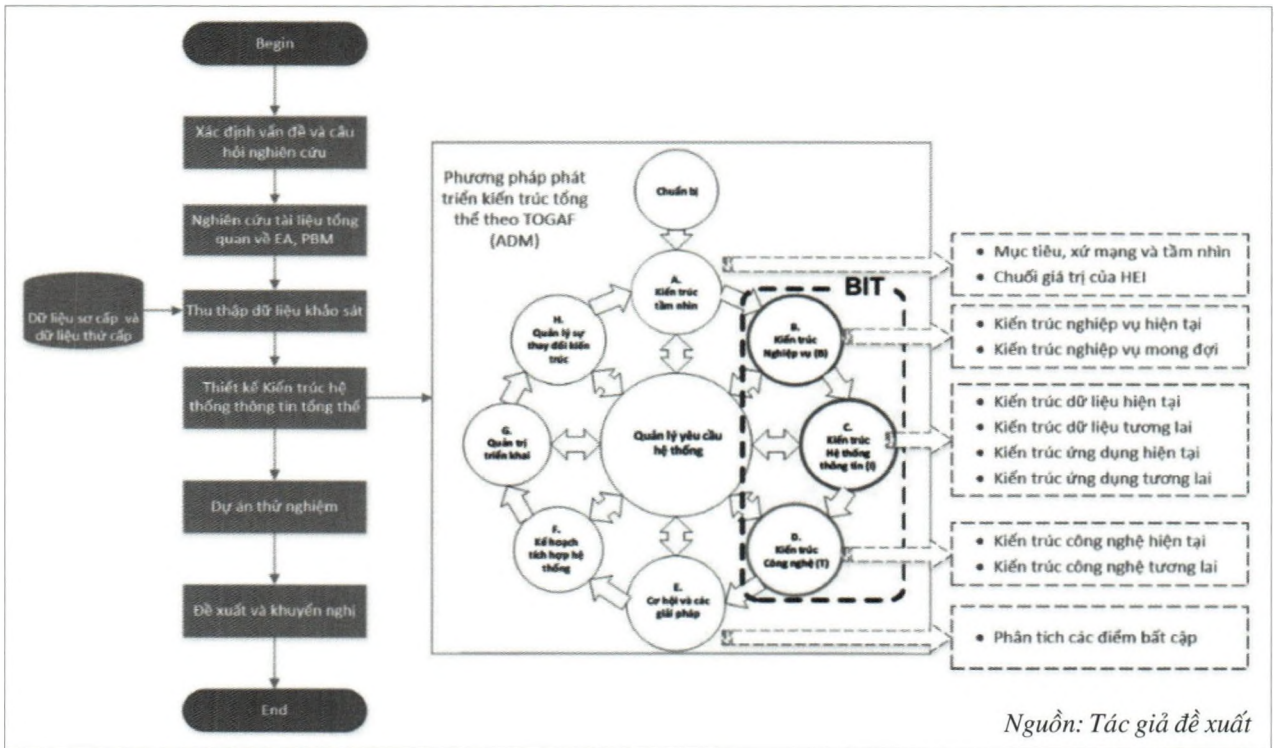 Begin
Xác định vấn đề và câu
hỏi nghiên cứu
Nghiên cứu tài liệu tổng
quan về EA, PBM
Dữ liệu sơ cấp và
dữ liệu thứ cấp
Thu thập dữ liệu khảo sát
Thiết kế Kiến trúc hệ
thống thông tin tổng thể
Dự án thử nghiệm
Đề xuất và khuyến nghị
End
Phương pháp phát
triển kiến trúc tổng
thể theo TOGAF
(ADM)
Chuẩn bị
A.
Kiến trúc
tầm nhìn
BIT
B.
Kiến trúc
Nghiệp vụ (B)
C.
Kiến trúc
Hệ thống
thông tin (I)
D.
Kiến trúc
Công nghệ (T)
E.
Cơ hội và các
giải pháp
F.
Kế hoạch
tích hợp hệ
thống
G.
Quản trị
triển khai
H.
Quản lý sự
thay đổi kiến
trúc
Quản lý yêu cầu
hệ thống
• Mục tiêu, xứ mạng và tầm nhìn
• Chuỗi giá trị của HEI
• Kiến trúc nghiệp vụ hiện tại
• Kiến trúc nghiệp vụ mong đợi
• Kiến trúc dữ liệu hiện tại
• Kiến trúc dữ liệu tương lai
• Kiến trúc ứng dụng hiện tại
• Kiến trúc ứng dụng tương lai
• Kiến trúc công nghệ hiện tại
• Kiến trúc công nghệ tương lai
• Phân tích các điểm bất cập
Nguồn: Tác giả đề xuất